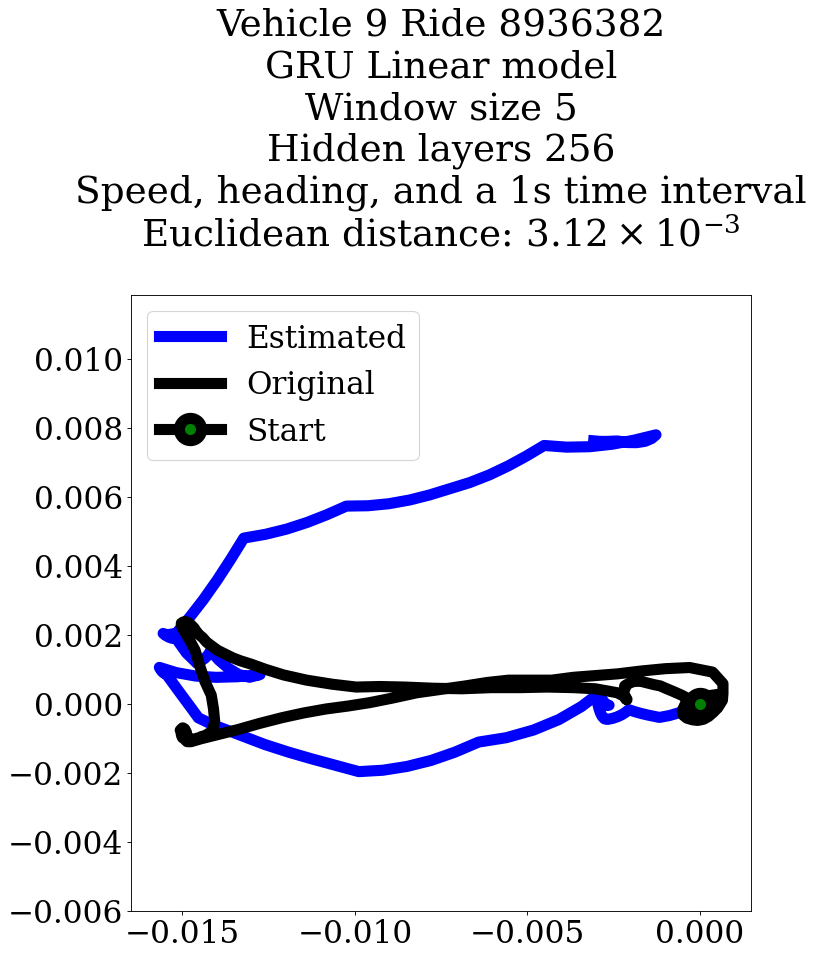 Vehicle 9 Ride 8936382
GRU Linear model
Window size 5
Hidden layers 256
Speed, heading, and a 1s time interval
Euclidean distance: 3.12 × 10⁻³
Estimated
Original
Start
0.010
0.008
0.006
0.004
0.002
0.000
−0.002
−0.004
−0.006
−0.015 −0.010 −0.005 0.000